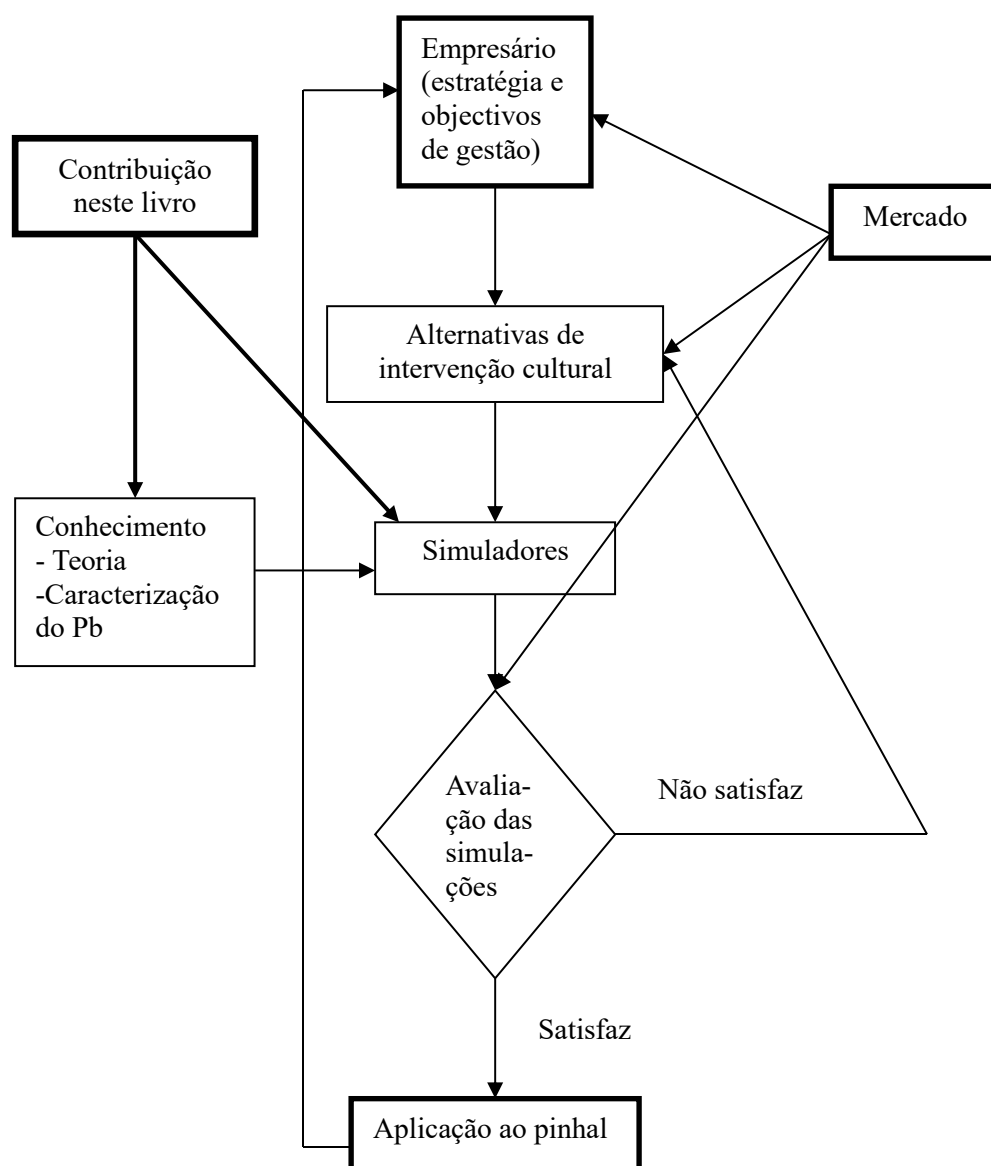 Empresário
(estratégia e
objectivos
de gestão)
Contribuição
neste livro
Mercado
Alternativas de
intervenção cultural
Conhecimento
- Teoria
-Caracterização
do Pb
Simuladores
Avalia-
ção das
simula-
ções
Não satisfaz
Satisfaz
Aplicação ao pinhal